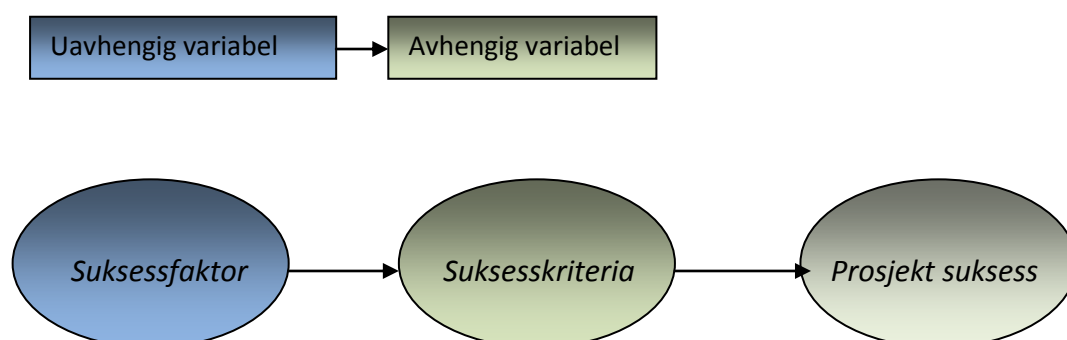 Uavhengig variabel
Avhengig variabel
Suksessfaktor
Suksesskriteria
Prosjekt suksess